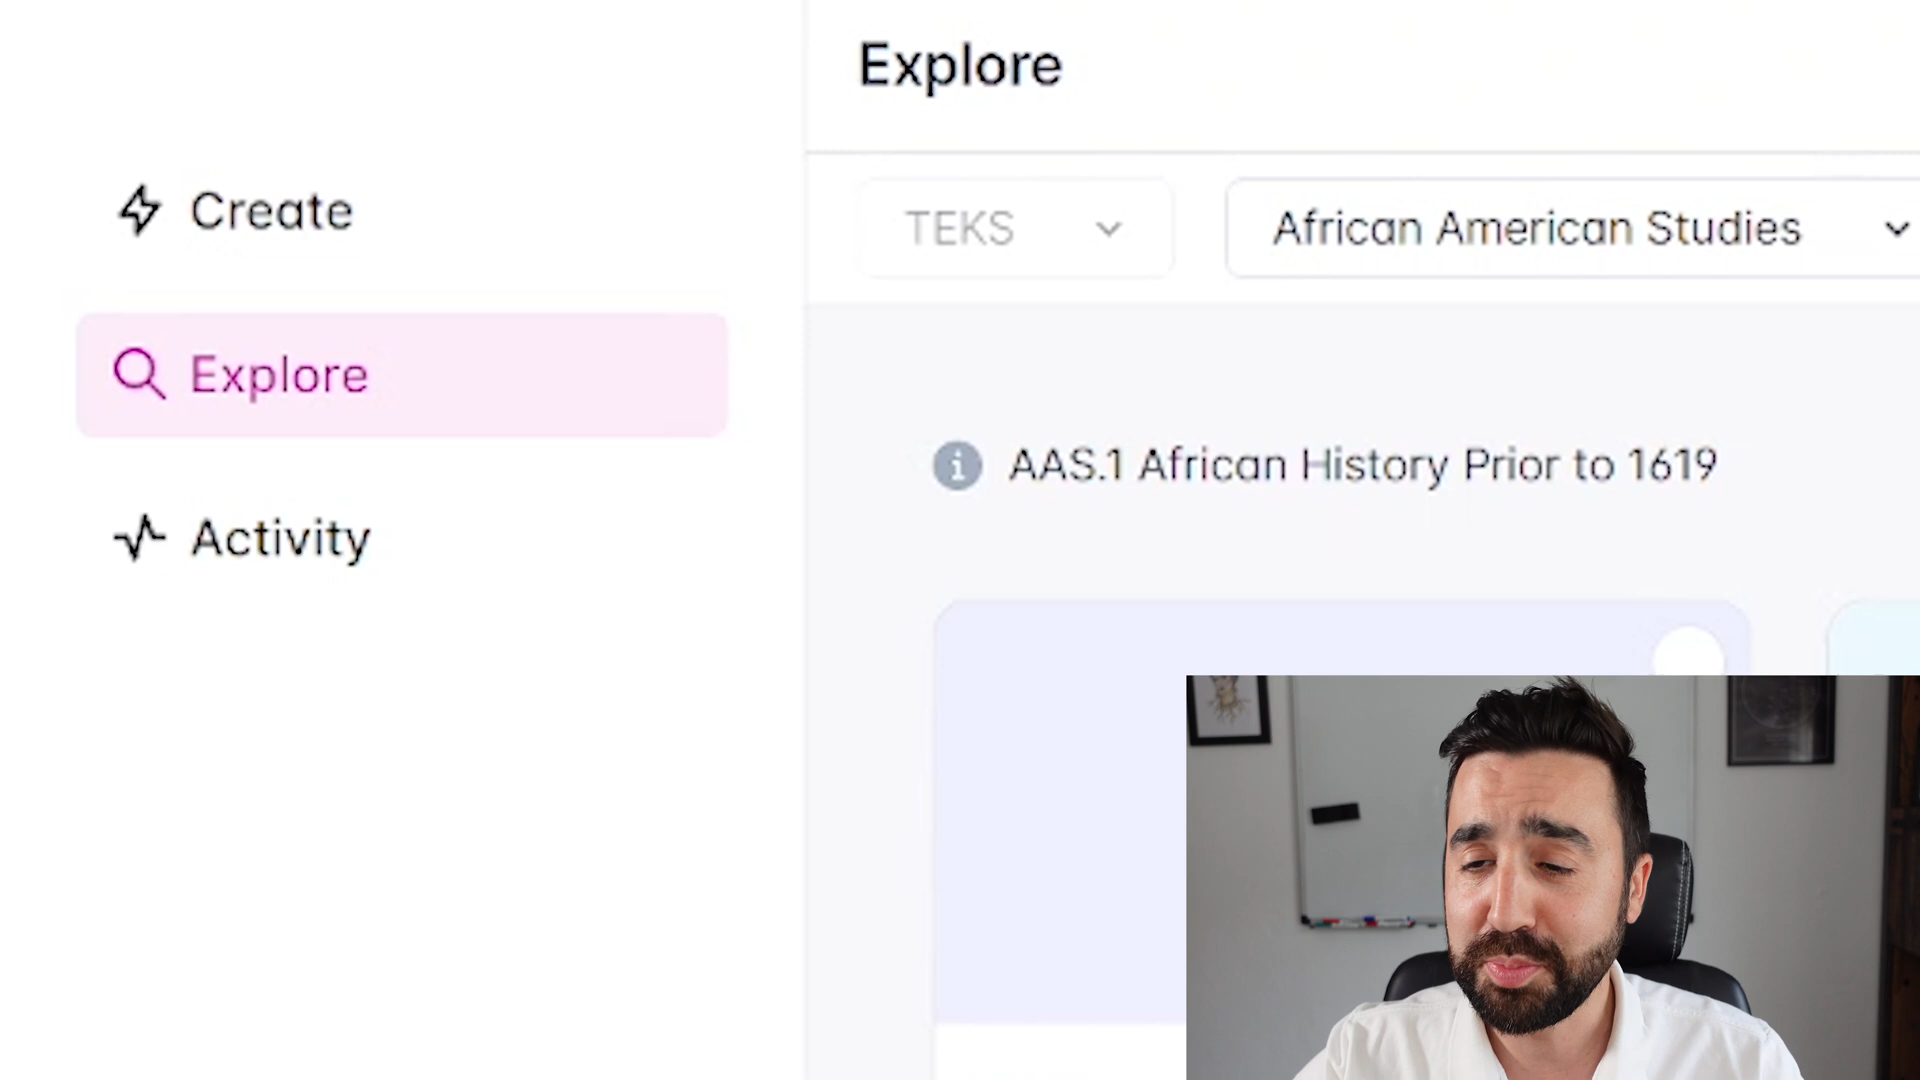 Create
Explore
Activity
Explore
TEKS
African American Studies
AAS.1 African History Prior to 1619